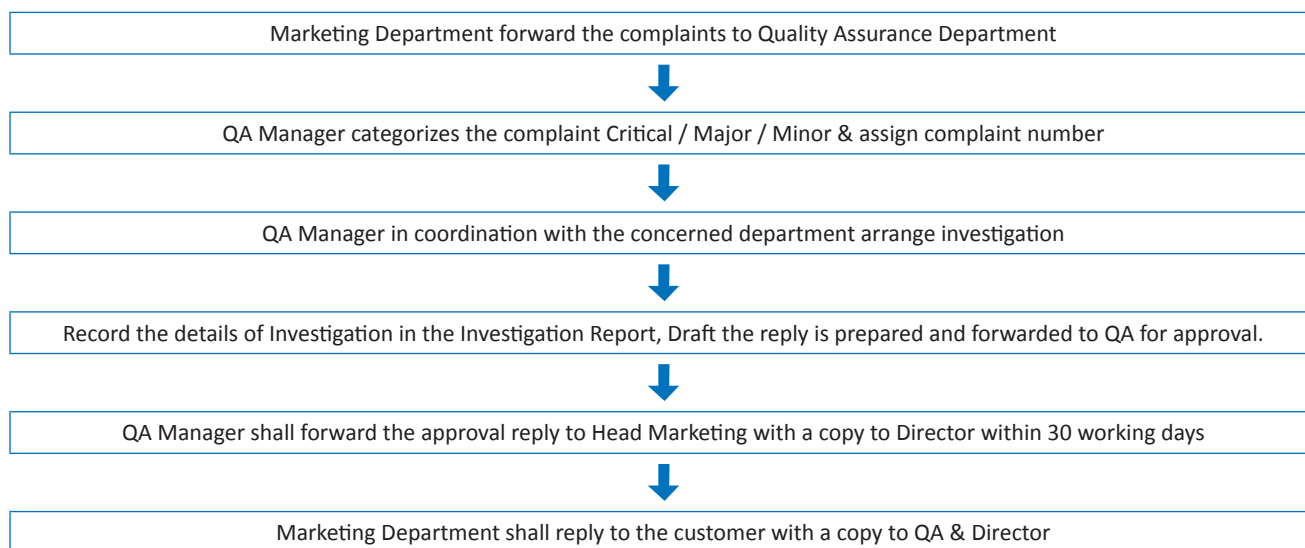 Marketing Department forward the complaints to Quality Assurance Department
QA Manager categorizes the complaint Critical / Major / Minor & assign complaint number
QA Manager in coordination with the concerned department arrange investigation
Record the details of Investigation in the Investigation Report, Draft the reply is prepared and forwarded to QA for approval.
QA Manager shall forward the approval reply to Head Marketing with a copy to Director within 30 working days
Marketing Department shall reply to the customer with a copy to QA & Director